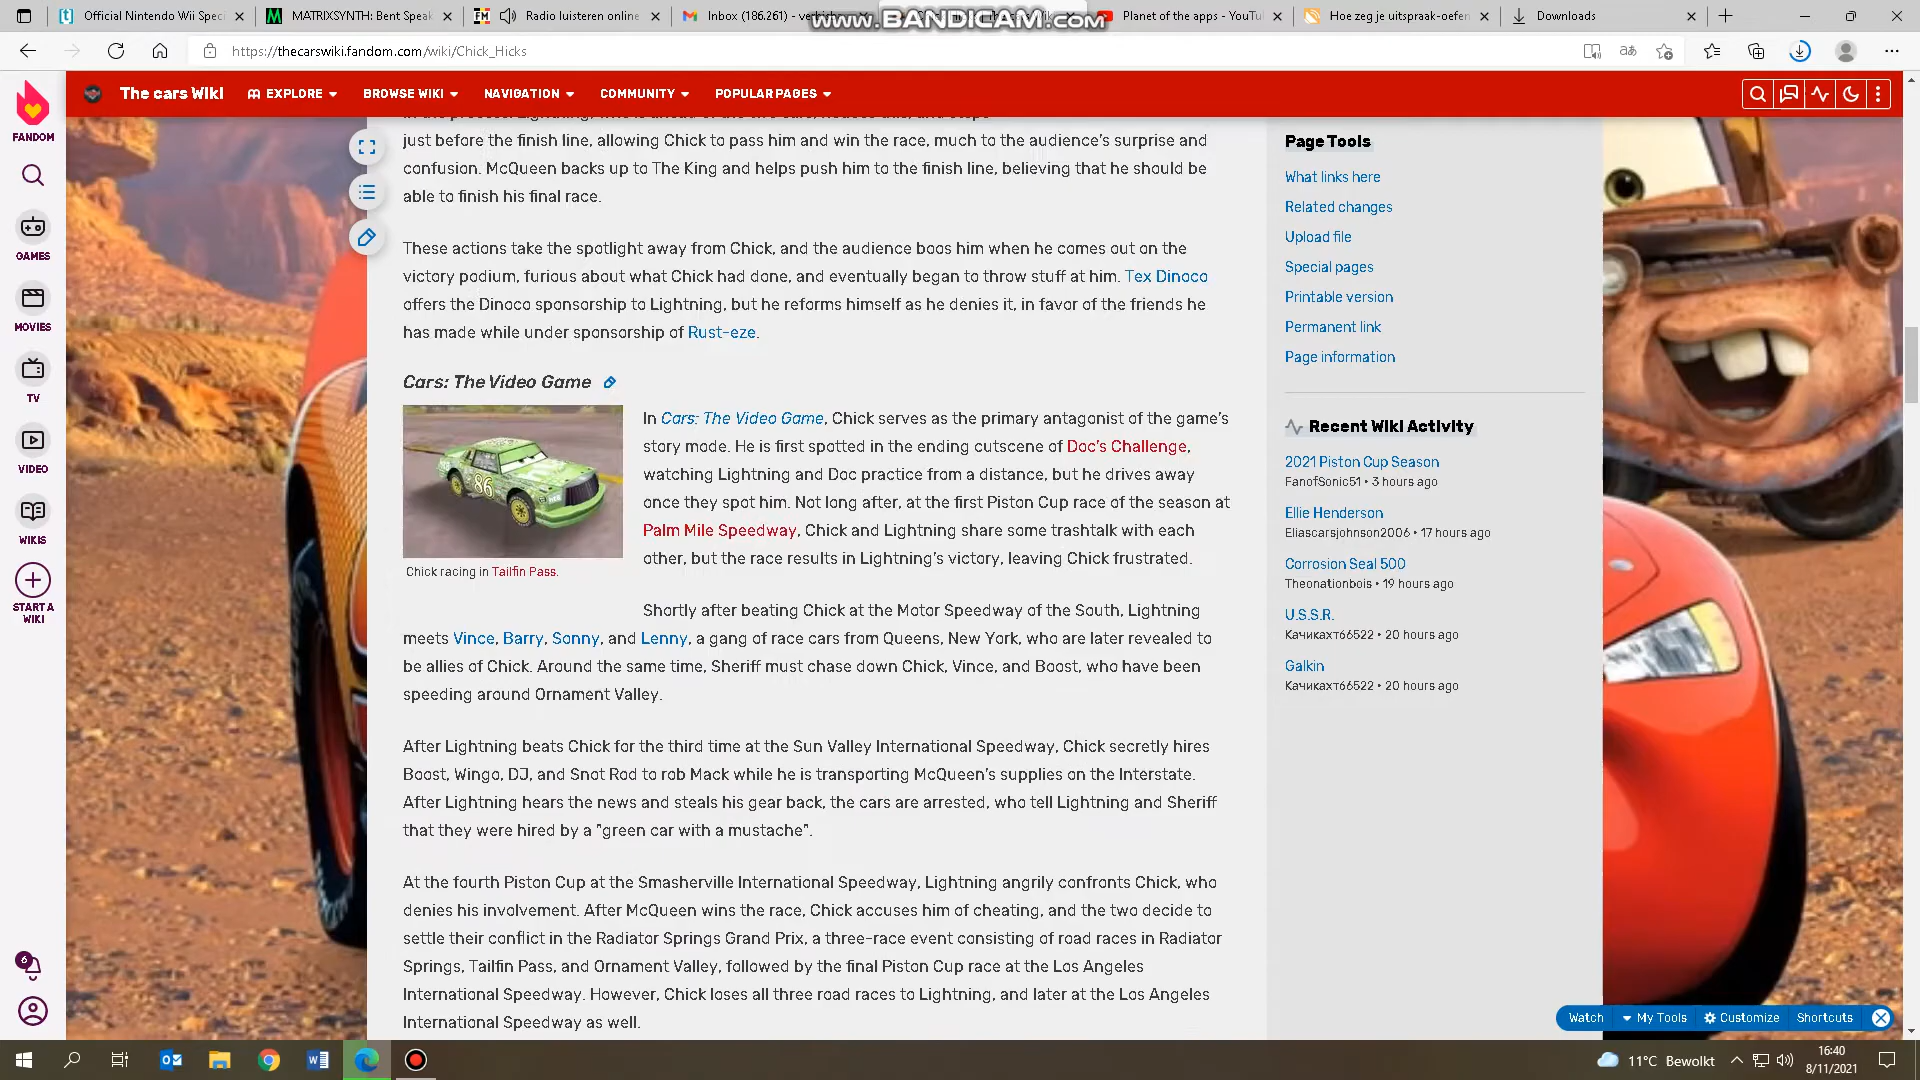 Official Nintendo Wii Speci
MATRIXSYNTH: Bent Speak
Radio luisteren online
Inbox (186.261) - verki
Planet of the apps - YouTu
Hoe zeg je uitspraak-oefen
Downloads
www.BANDICAM.com
https://thecarswiki.fandom.com/wiki/Chick_Hicks
FANDOM
GAMES
MOVIES
TV
VIDEO
WIKIS
START A
WIKI
6
The cars Wiki
EXPLORE
BROWSE WIKI
NAVIGATION
COMMUNITY
POPULAR PAGES
just before the finish line, allowing Chick to pass him and win the race, much to the audience's surprise and
confusion. McQueen backs up to The King and helps push him to the finish line, believing that he should be
able to finish his final race.
These actions take the spotlight away from Chick, and the audience boos him when he comes out on the
victory podium, furious about what Chick had done, and eventually began to throw stuff at him. Tex Dinoco
offers the Dinoco sponsorship to Lightning, but he reforms himself as he denies it, in favor of the friends he
has made while under sponsorship of Rust-eze.
Cars: The Video Game
86
Chick racing in Tailfin Pass.
In Cars: The Video Game, Chick serves as the primary antagonist of the game's
story mode. He is first spotted in the ending cutscene of Doc's Challenge,
watching Lightning and Doc practice from a distance, but he drives away
once they spot him. Not long after, at the first Piston Cup race of the season at
Palm Mile Speedway, Chick and Lightning share some trashtalk with each
other, but the race results in Lightning's victory, leaving Chick frustrated.
Shortly after beating Chick at the Motor Speedway of the South, Lightning
meets Vince, Barry, Sonny, and Lenny, a gang of race cars from Queens, New York, who are later revealed to
be allies of Chick. Around the same time, Sheriff must chase down Chick, Vince, and Boost, who have been
speeding around Ornament Valley.
After Lightning beats Chick for the third time at the Sun Valley International Speedway, Chick secretly hires
Boost, Wingo, DJ, and Snot Rod to rob Mack while he is transporting McQueen's supplies on the Interstate.
After Lightning hears the news and steals his gear back, the cars are arrested, who tell Lightning and Sheriff
that they were hired by a "green car with a mustache".
At the fourth Piston Cup at the Smasherville International Speedway, Lightning angrily confronts Chick, who
denies his involvement. After McQueen wins the race, Chick accuses him of cheating, and the two decide to
settle their conflict in the Radiator Springs Grand Prix, a three-race event consisting of road races in Radiator
Springs, Tailfin Pass, and Ornament Valley, followed by the final Piston Cup race at the Los Angeles
International Speedway. However, Chick loses all three road races to Lightning, and later at the Los Angeles
International Speedway as well.
Page Tools
What links here
Related changes
Upload file
Special pages
Printable version
Permanent link
Page information
Recent Wiki Activity
2021 Piston Cup Season
FanofSonic51 • 3 hours ago
Ellie Henderson
Eliascarsjohnson2006 • 17 hours ago
Corrosion Seal 500
Theonationbois • 19 hours ago
U.S.S.R.
Качикахт66522 • 20 hours ago
Galkin
Качикахт66522 • 20 hours ago
Watch
My Tools
Customize
Shortcuts
11°C Bewolkt
16:40
8/11/2021